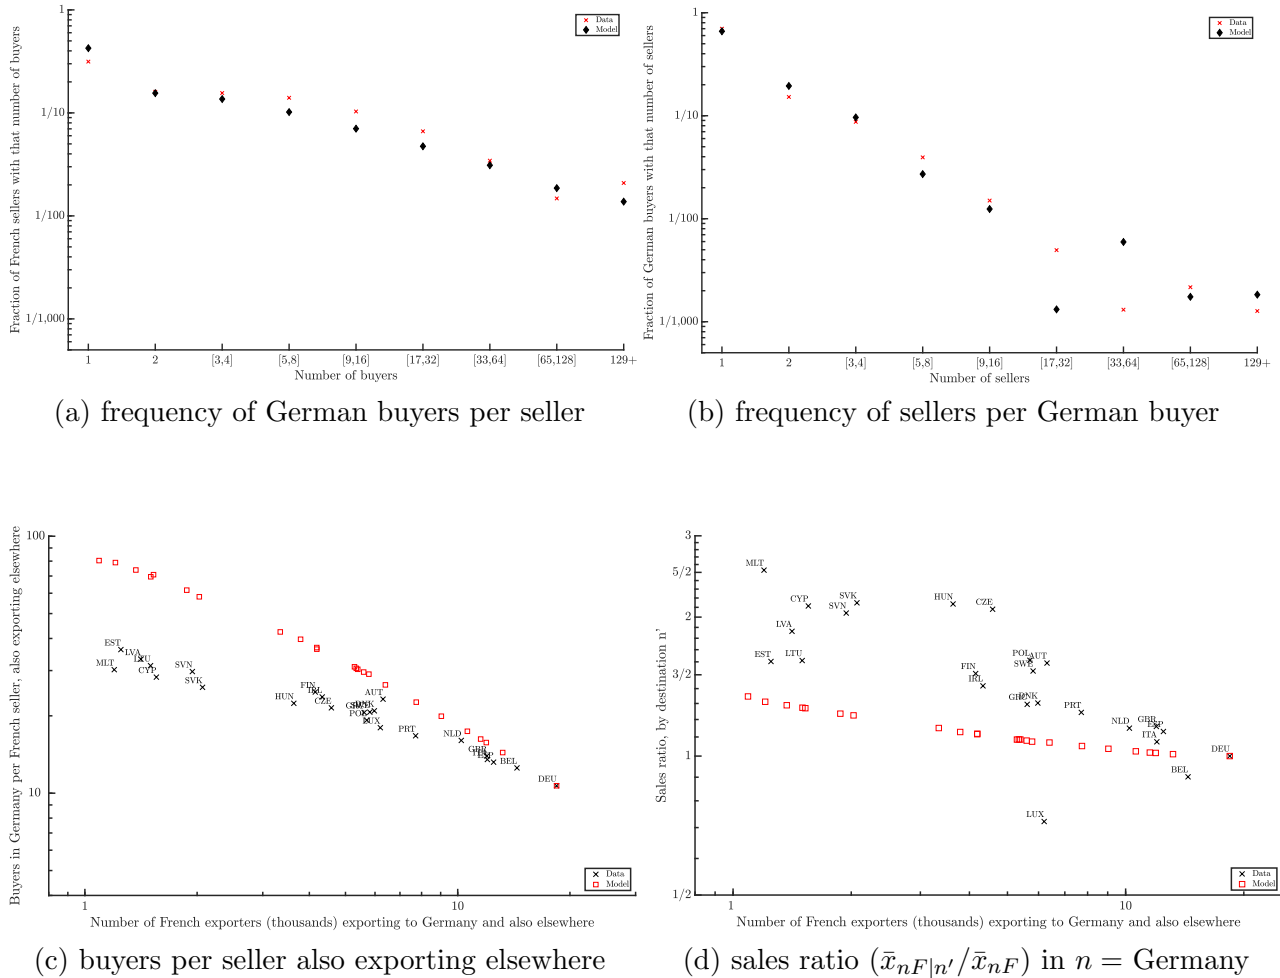 1
1/10
1/100
1/1,000
Fraction of French sellers with that number of buyers
Data
Model
1 2 [3,4] [5,8] [9,16] [17,32] [33,64] [65,128] 129+
Number of buyers
(a) frequency of German buyers per seller
1
1/10
1/100
1/1,000
Fraction of German buyers with that number of sellers
Data
Model
1 2 [3,4] [5,8] [9,16] [17,32] [33,64] [65,128] 129+
Number of sellers
(b) frequency of sellers per German buyer
100
10
Buyers in Germany per French seller, also exporting elsewhere
EST
LVA
LTU
MLT
CYP
SVN
SVK
HUN
FIN
IRL
CZE
AUT
DNK
POL
LUX
PRT
NLD
GBR
ITA
ESP
BEL
DEU
Data
Model
1 10
Number of French exporters (thousands) exporting to Germany and also elsewhere
(c) buyers per seller also exporting elsewhere
3
5/2
2
3/2
1
1/2
Sales ratio, by destination n'
MLT
CYP
SVK
SVN
HUN
CZE
LVA
EST
LTU
POL
AUT
SWE
FIN
IRL
GRC
DNK
PRT
NLD
GBR
ESP
ITA
DEU
BEL
LUX
Data
Model
1 10
Number of French exporters (thousands) exporting to Germany and also elsewhere
(d) sales ratio (x̄nF|n′/x̄nF) in n = Germany